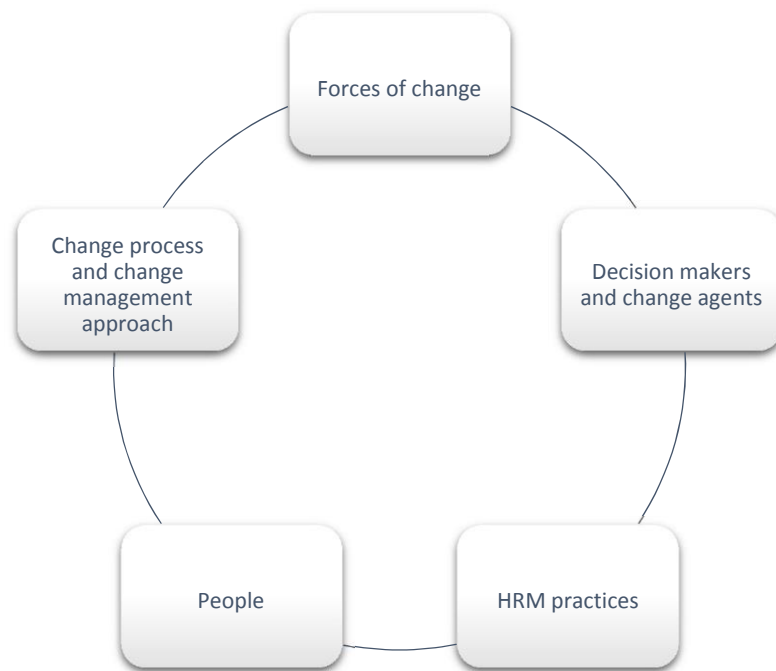 Forces of change
Change process
and change
management
approach
Decision makers
and change agents
People
HRM practices